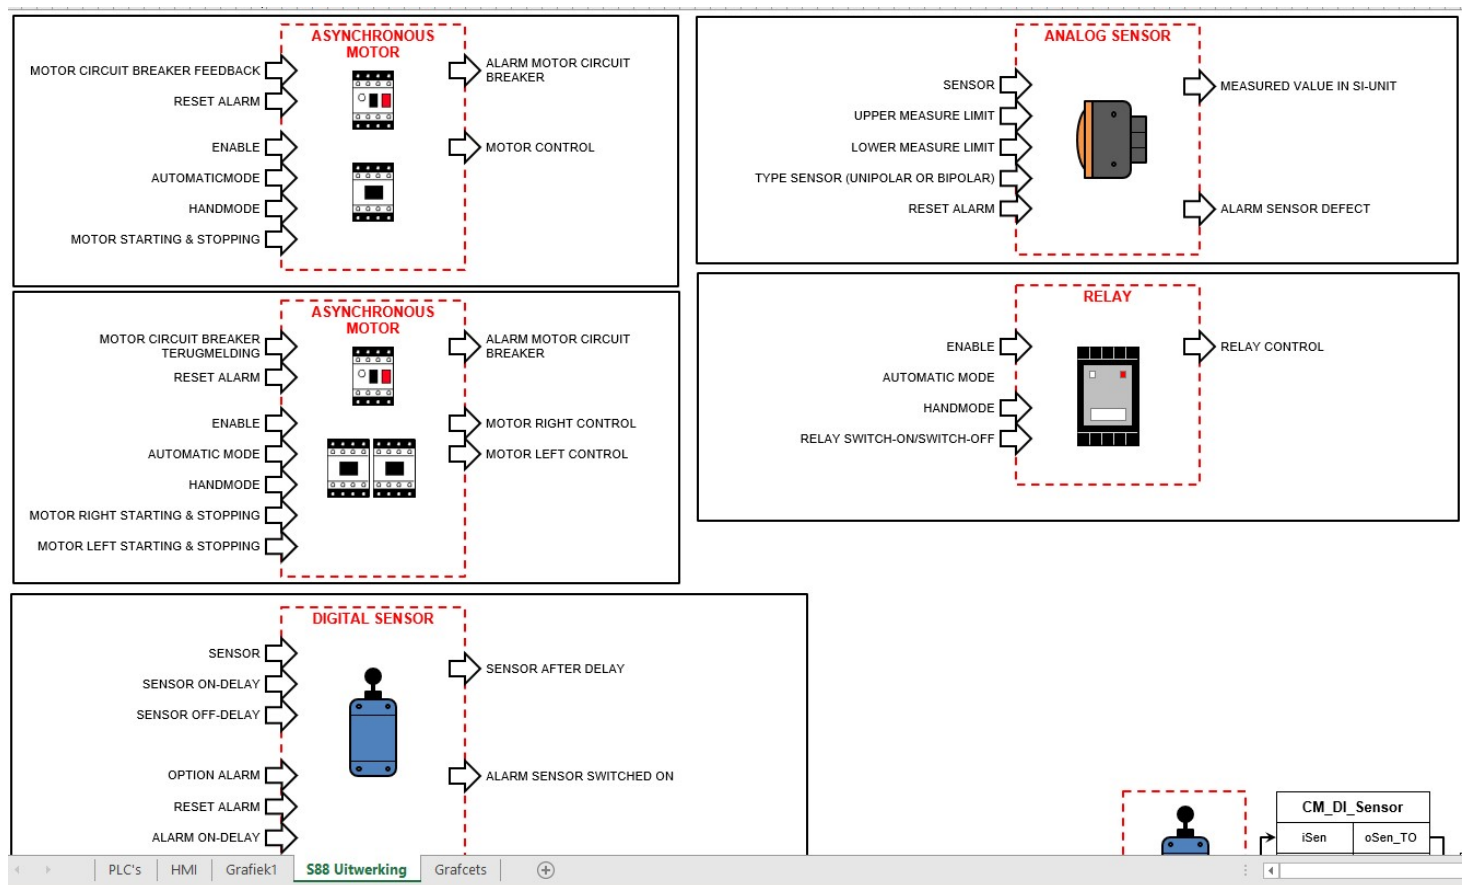 ASYNCHRONOUS
MOTOR
MOTOR CIRCUIT BREAKER FEEDBACK
RESET ALARM
ENABLE
AUTOMATICMODE
HANDMODE
MOTOR STARTING & STOPPING
ALARM MOTOR CIRCUIT
BREAKER
MOTOR CONTROL
ANALOG SENSOR
SENSOR
UPPER MEASURE LIMIT
LOWER MEASURE LIMIT
TYPE SENSOR (UNIPOLAR OR BIPOLAR)
RESET ALARM
MEASURED VALUE IN SI-UNIT
ALARM SENSOR DEFECT
ASYNCHRONOUS
MOTOR
MOTOR CIRCUIT BREAKER
TERUGMELDING
RESET ALARM
ENABLE
AUTOMATIC MODE
HANDMODE
MOTOR RIGHT STARTING & STOPPING
MOTOR LEFT STARTING & STOPPING
ALARM MOTOR CIRCUIT
BREAKER
MOTOR RIGHT CONTROL
MOTOR LEFT CONTROL
RELAY
ENABLE
AUTOMATIC MODE
HANDMODE
RELAY SWITCH-ON/SWITCH-OFF
RELAY CONTROL
DIGITAL SENSOR
SENSOR
SENSOR ON-DELAY
SENSOR OFF-DELAY
OPTION ALARM
RESET ALARM
ALARM ON-DELAY
SENSOR AFTER DELAY
ALARM SENSOR SWITCHED ON
CM_DI_Sensor
iSen oSen_TO
PLC's HMI Grafiek1 S88 Uitwerking Grafcets